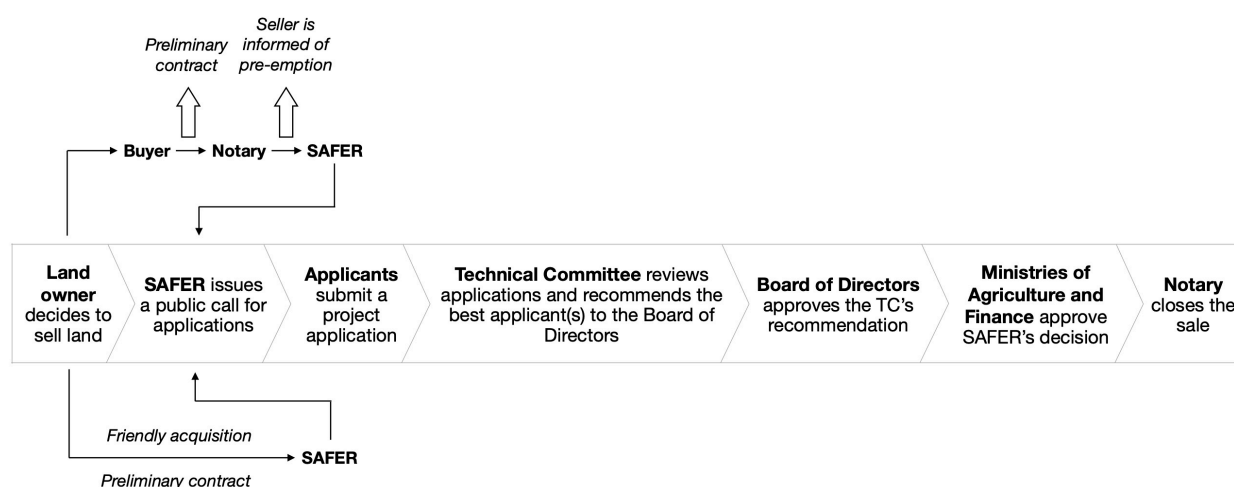 Preliminary
contract
Seller is
informed of
pre-emption
Buyer
Notary
SAFER
Land
owner
decides to
sell land
SAFER issues
a public call for
applications
Applicants
submit a
project
application
Technical Committee reviews
applications and recommends the
best applicant(s) to the Board of
Directors
Board of Directors
approves the TC's
recommendation
Ministries of
Agriculture and
Finance approve
SAFER's decision
Notary
closes the
sale
Friendly acquisition
SAFER
Preliminary contract